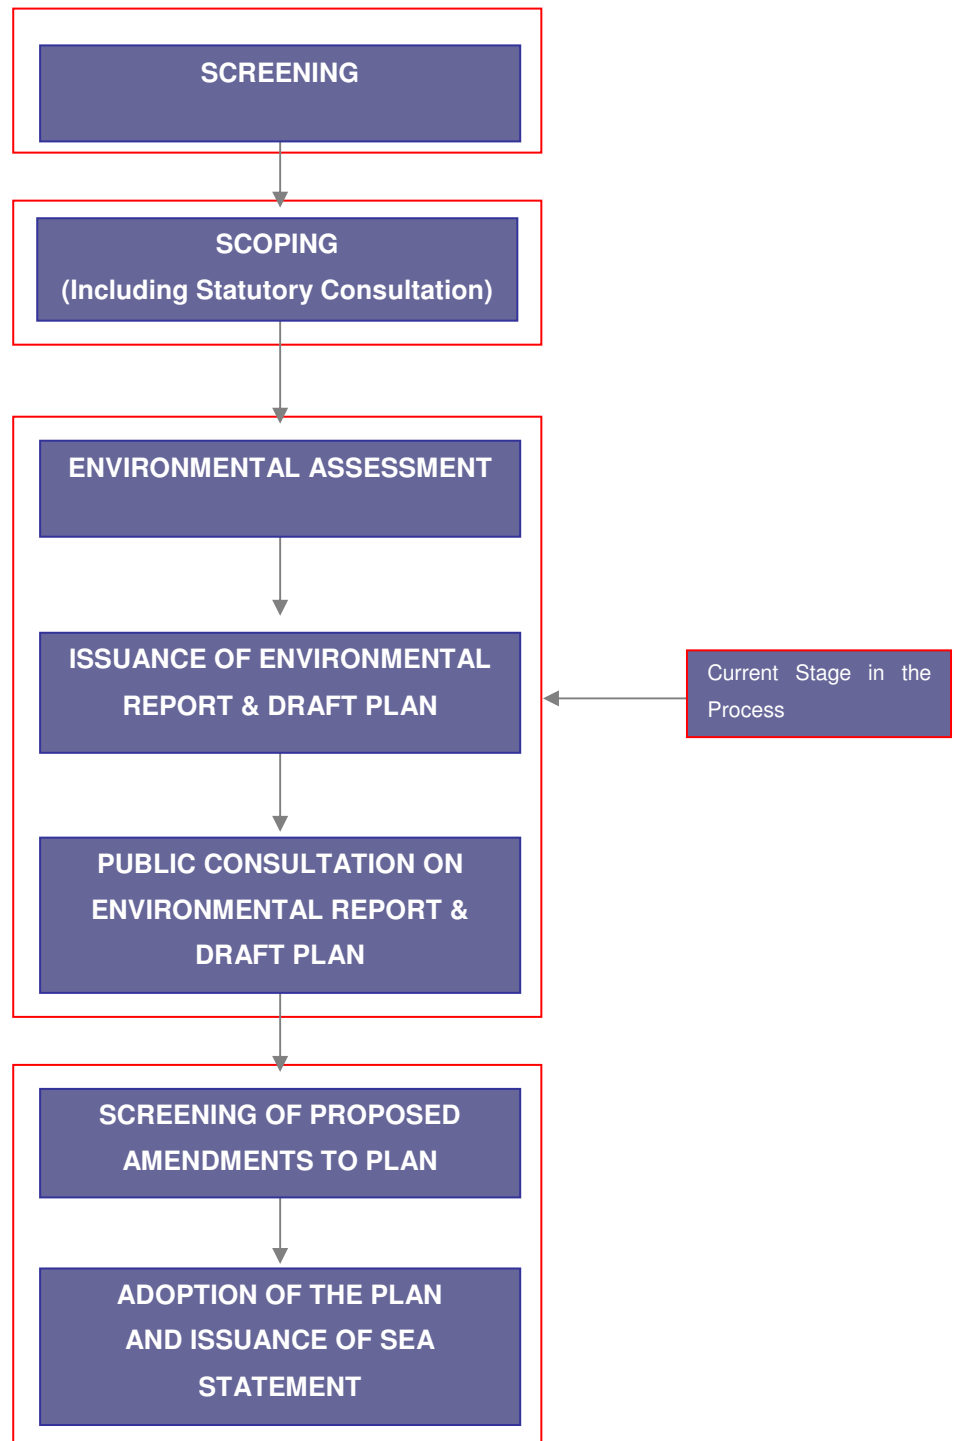 SCREENING
SCOPING
(Including Statutory Consultation)
ENVIRONMENTAL ASSESSMENT
ISSUANCE OF ENVIRONMENTAL
REPORT & DRAFT PLAN
Current Stage in the
Process
PUBLIC CONSULTATION ON
ENVIRONMENTAL REPORT &
DRAFT PLAN
SCREENING OF PROPOSED
AMENDMENTS TO PLAN
ADOPTION OF THE PLAN
AND ISSUANCE OF SEA
STATEMENT